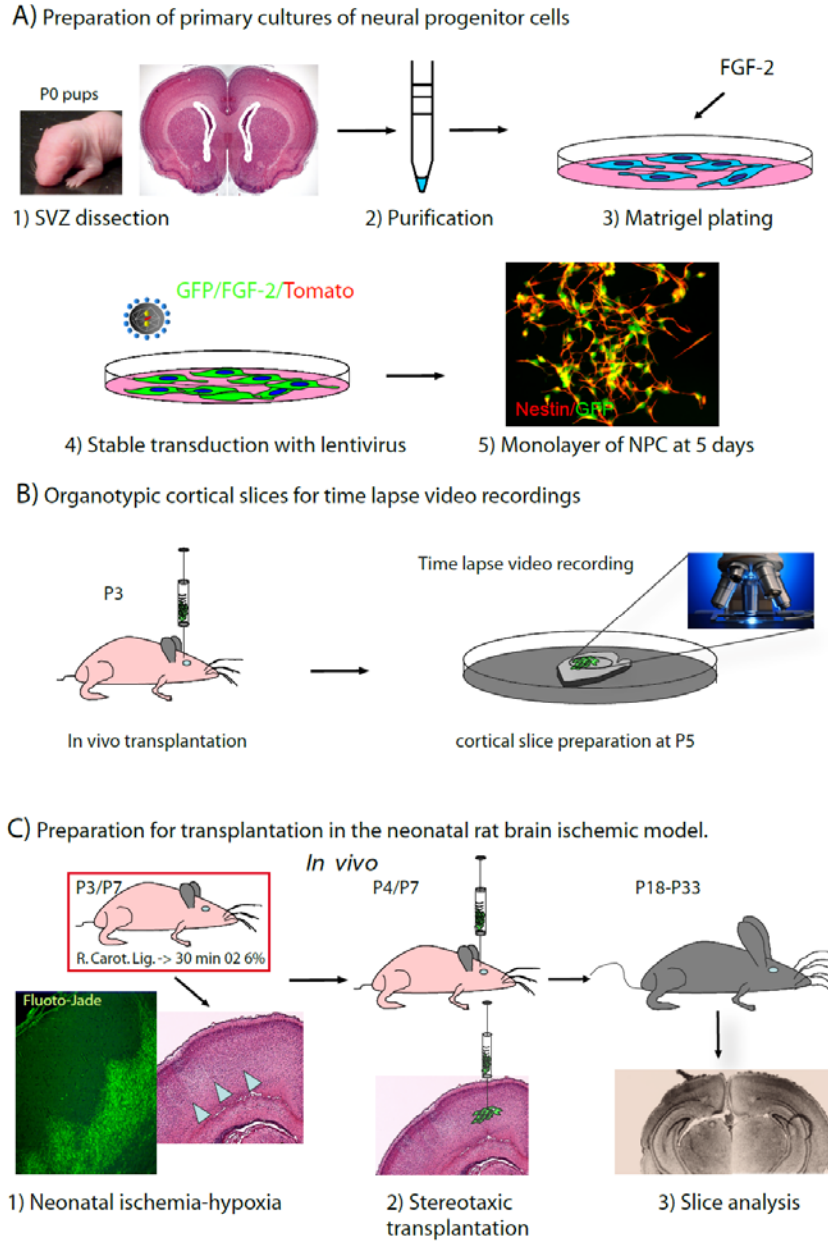 A) Preparation of primary cultures of neural progenitor cells
P0 pups
FGF-2
1) SVZ dissection
2) Purification
3) Matrigel plating
GFP/FGF-2/Tomato
Nestin/GFP
4) Stable transduction with lentivirus
5) Monolayer of NPC at 5 days
B) Organotypic cortical slices for time lapse video recordings
P3
Time lapse video recording
In vivo transplantation
cortical slice preparation at P5
C) Preparation for transplantation in the neonatal rat brain ischemic model.
In vivo
P3/P7
P4/P7
P18-P33
R. Carot. Lig. -> 30 min 02 6%
Fluoto-Jade
1) Neonatal ischemia-hypoxia
2) Stereotaxic
transplantation
3) Slice analysis